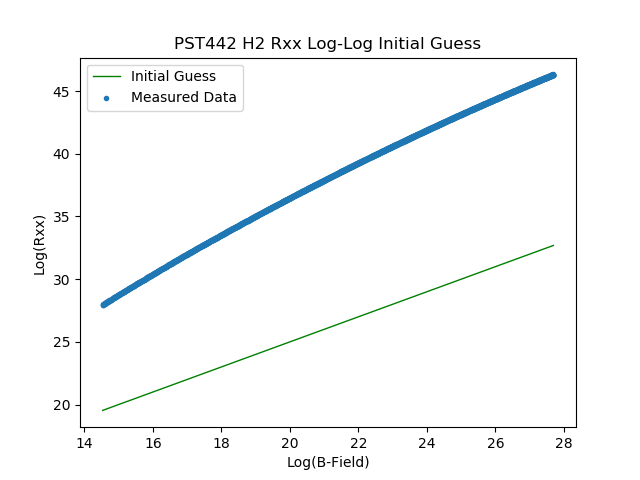 PST442 H2 Rxx Log-Log Initial Guess
Initial Guess
Measured Data
45
40
35
30
25
20
Log(Rxx)
14 16 18 20 22 24 26 28
Log(B-Field)